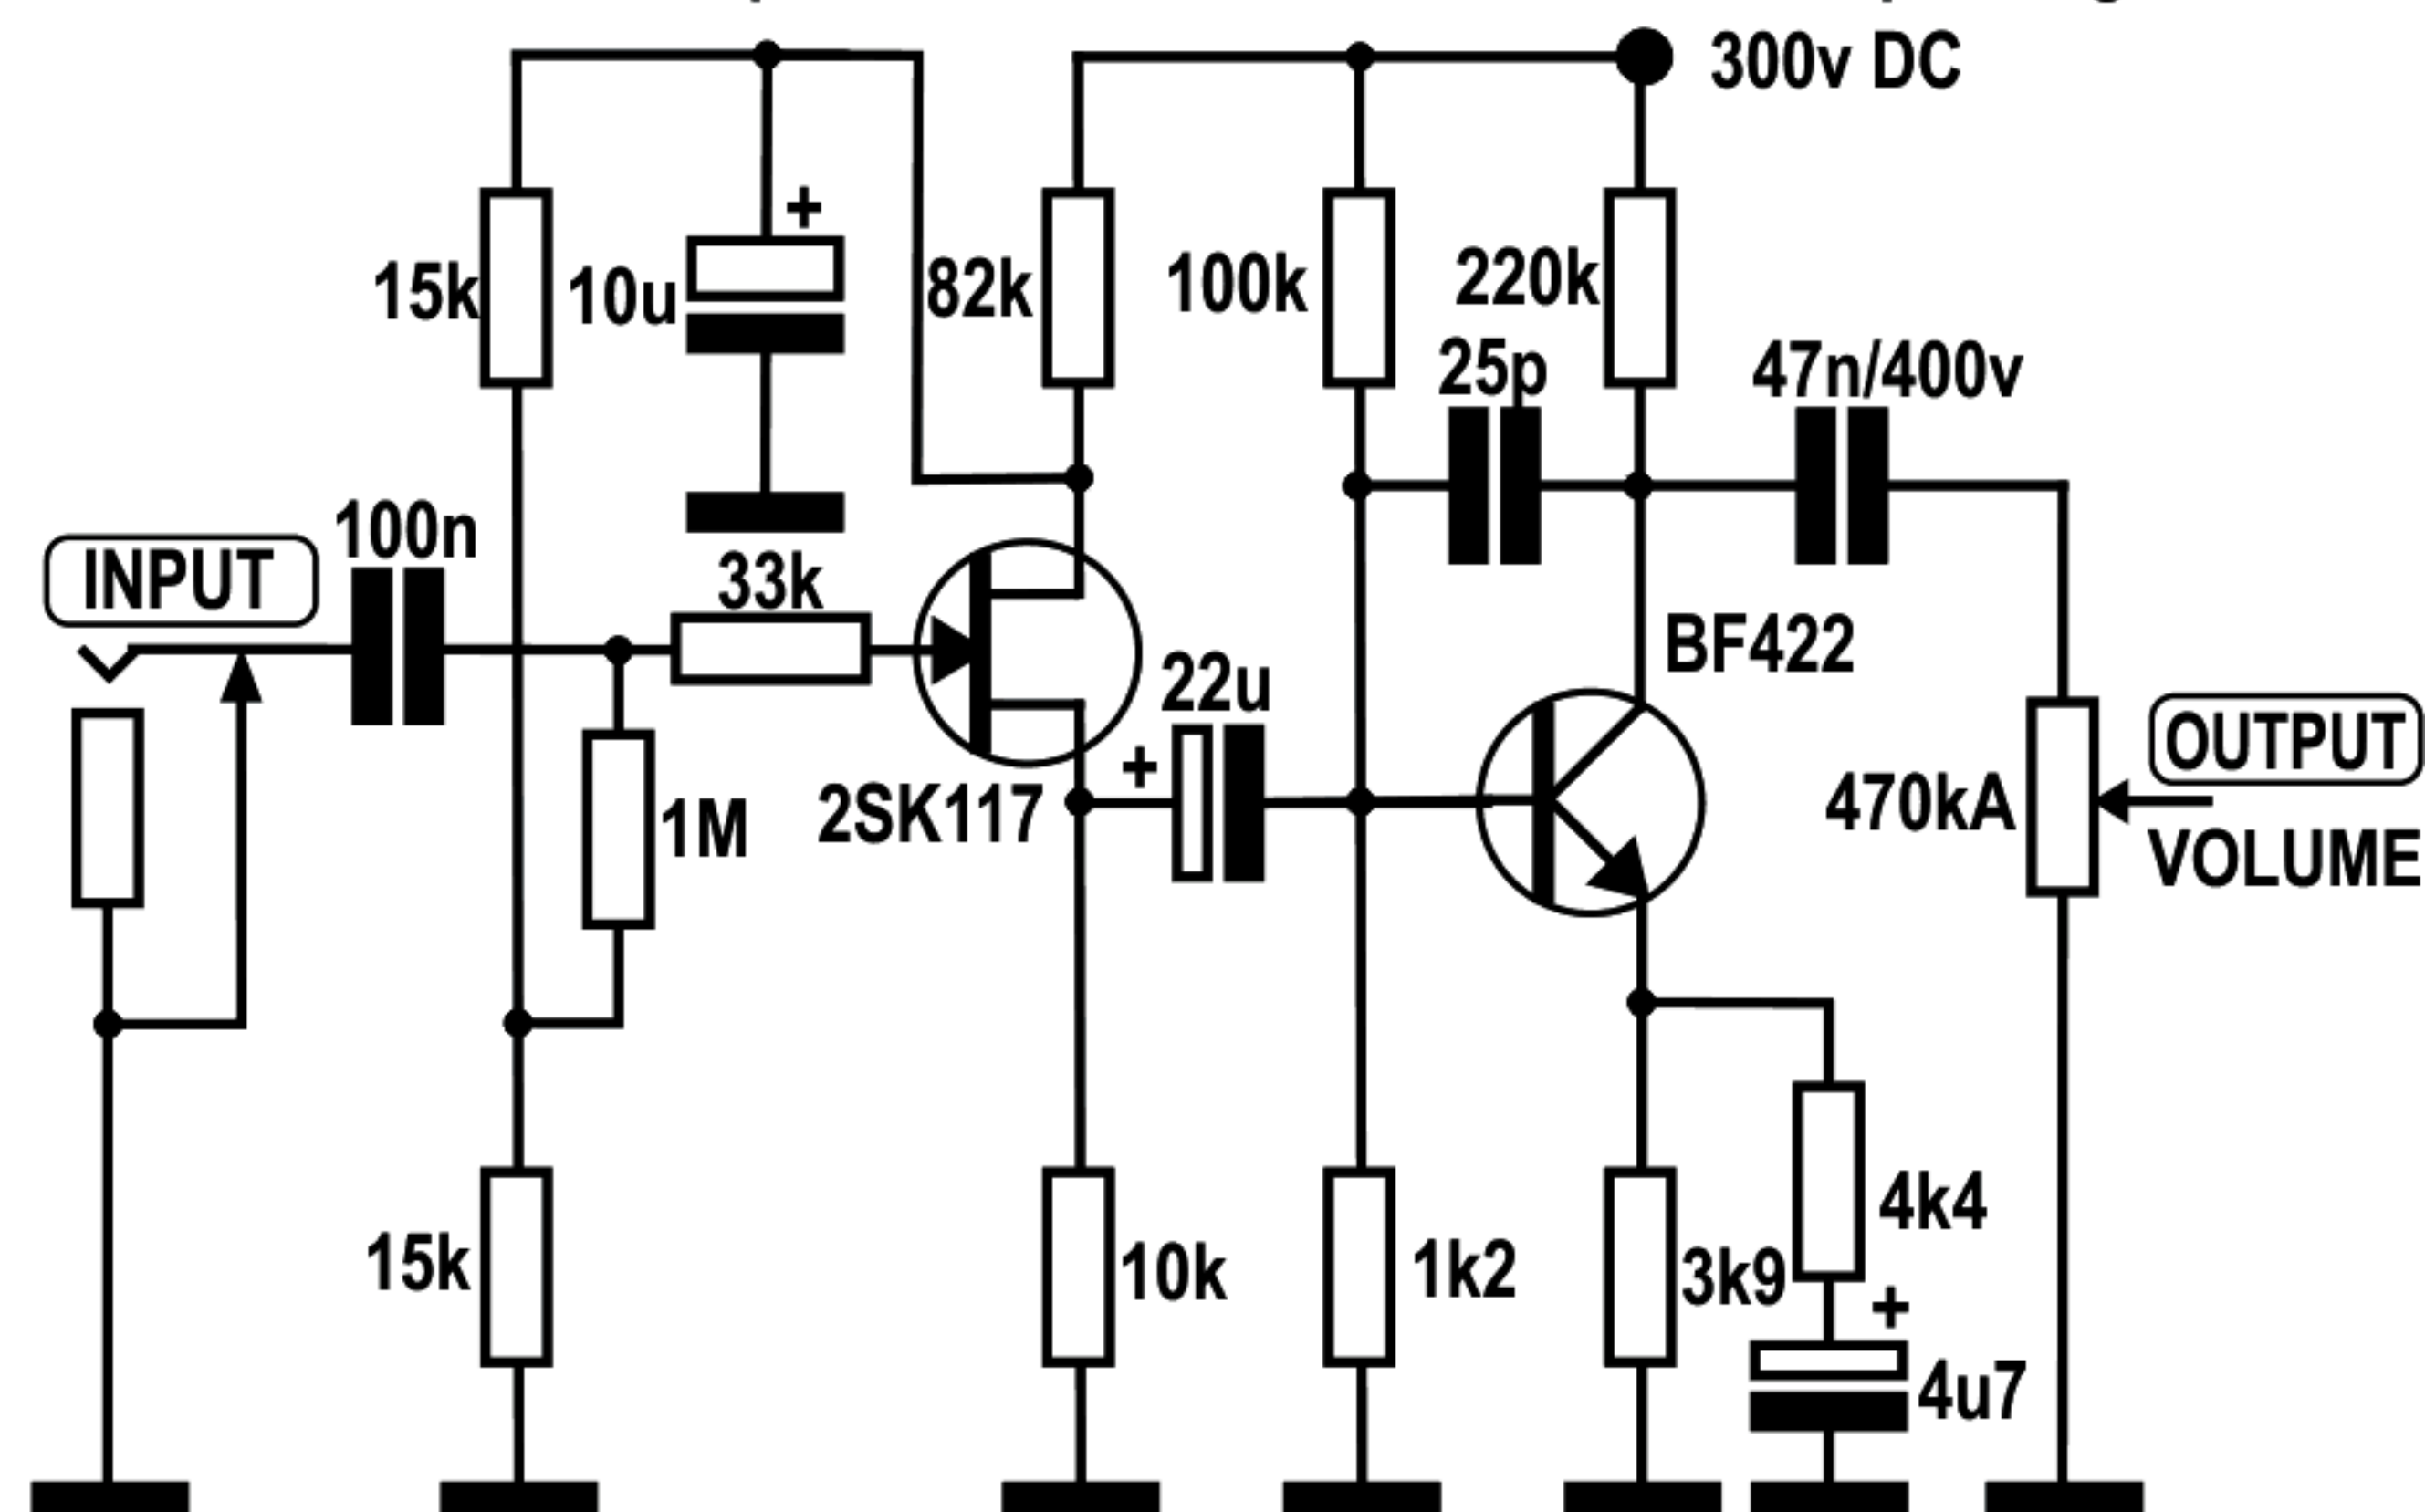 300v DC
+
15k
10u
82k
100k
220k
25p
47n/400v
INPUT
100n
33k
BF422
22u
+
2SK117
1M
470kA
OUTPUT
VOLUME
15k
10k
1k2
3k9
4k4
+
4u7